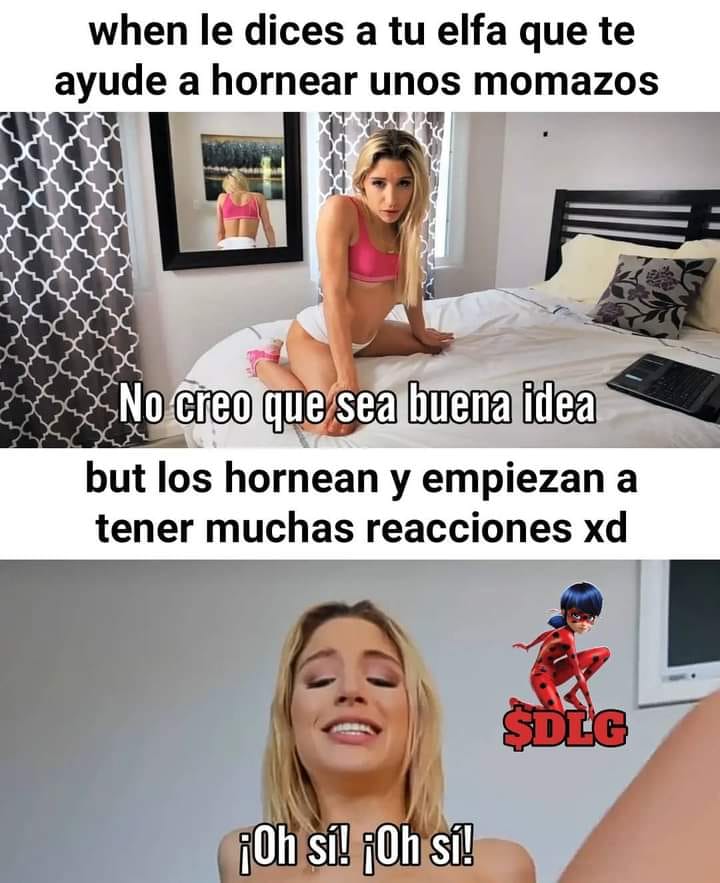 when le dices a tu elfa que te
ayude a hornear unos momazos
No creo que sea buena idea
but los hornean y empiezan a
tener muchas reacciones xd
$DLG
¡Oh sí! ¡Oh sí!